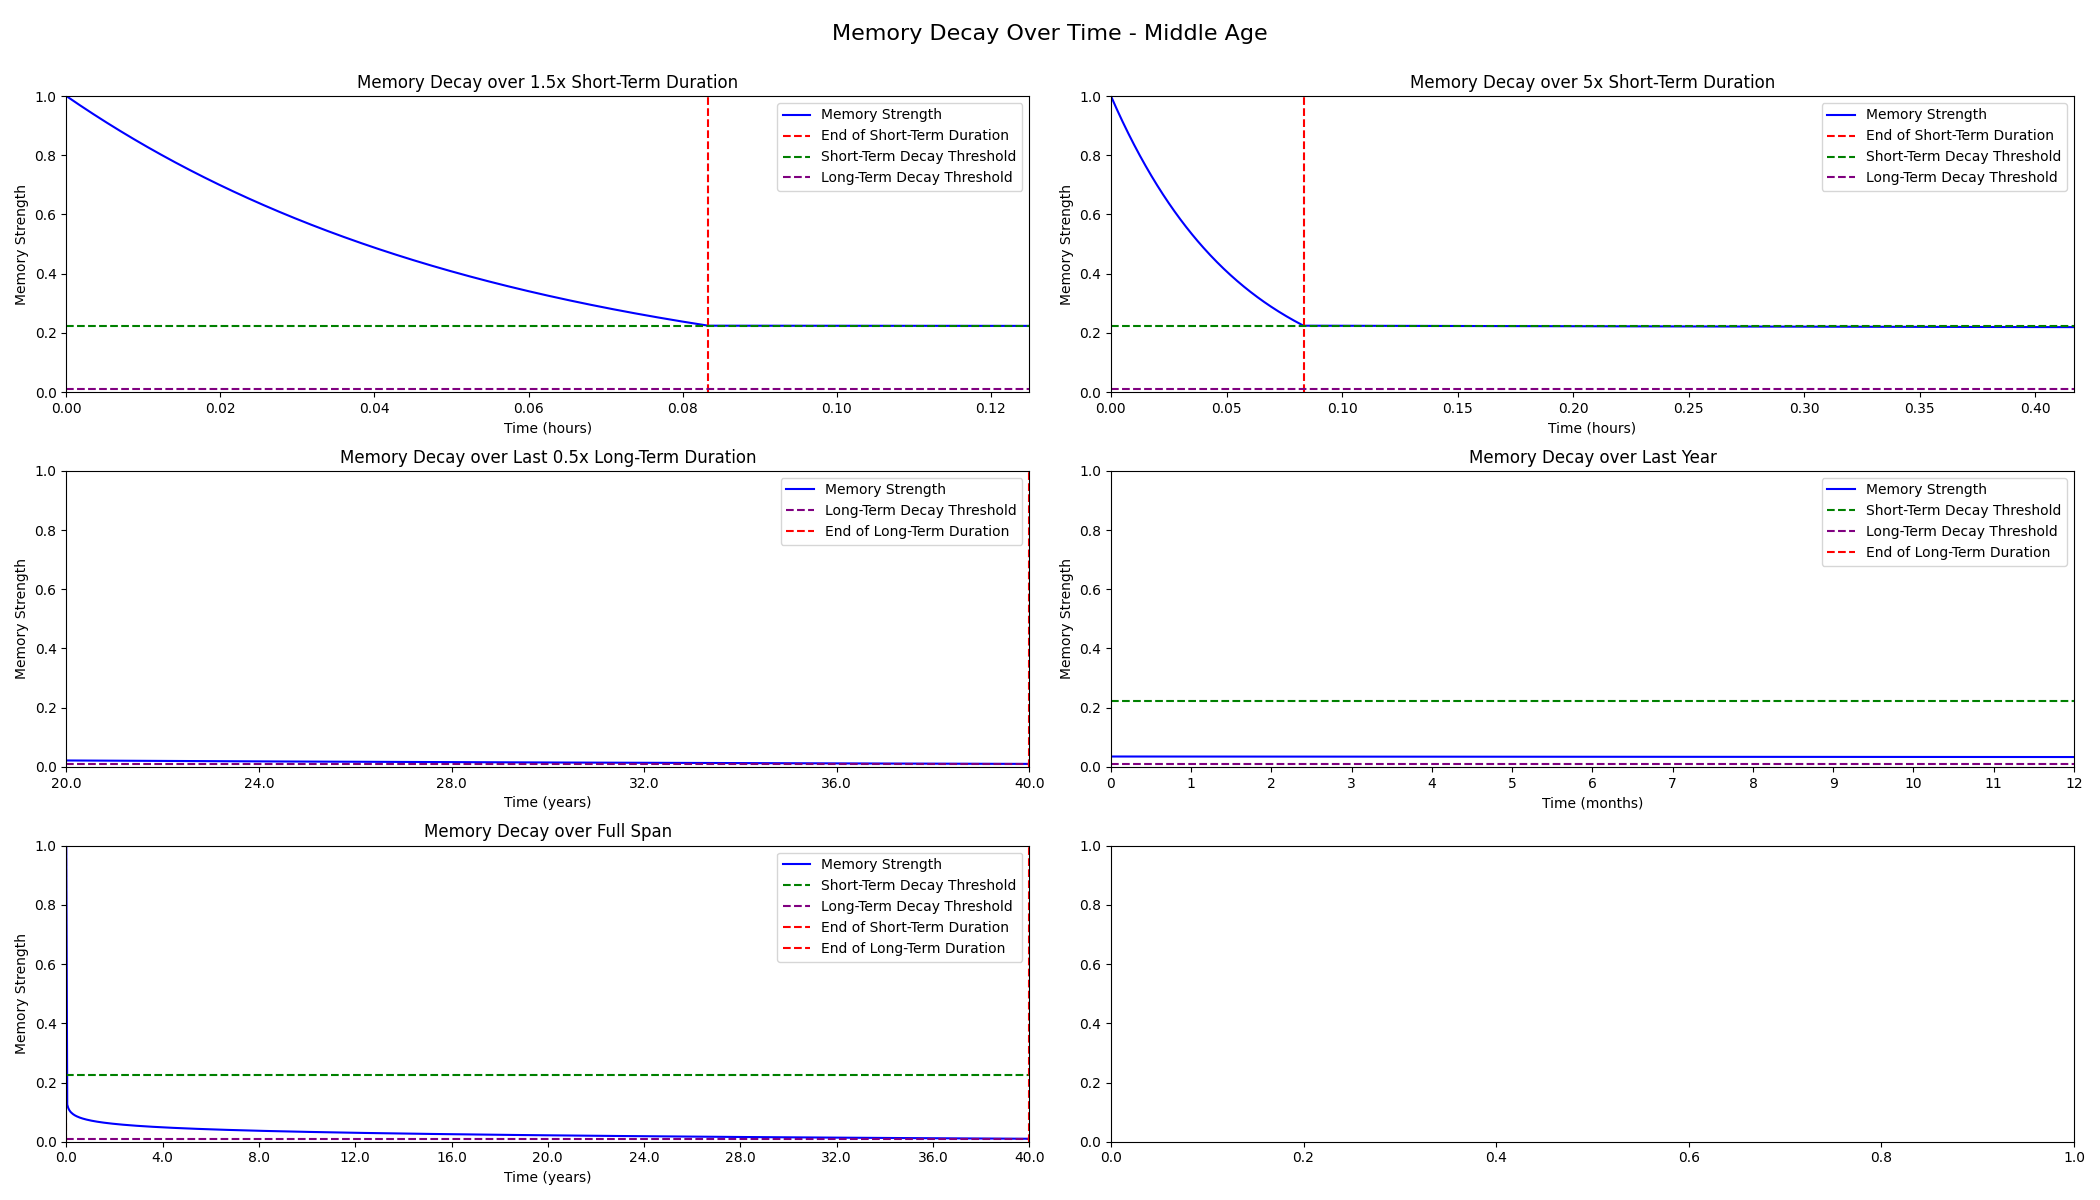 Memory Decay Over Time - Middle Age
Memory Decay over 1.5x Short-Term Duration
Memory Strength
1.0
0.8
0.6
0.4
0.2
0.0
Memory Strength
End of Short-Term Duration
Short-Term Decay Threshold
Long-Term Decay Threshold
0.00 0.02 0.04 0.06 0.08 0.10 0.12
Time (hours)
Memory Decay over 5x Short-Term Duration
Memory Strength
1.0
0.8
0.6
0.4
0.2
0.0
Memory Strength
End of Short-Term Duration
Short-Term Decay Threshold
Long-Term Decay Threshold
0.00 0.05 0.10 0.15 0.20 0.25 0.30 0.35 0.40
Time (hours)
Memory Decay over Last 0.5x Long-Term Duration
Memory Strength
1.0
0.8
0.6
0.4
0.2
0.0
Memory Strength
Long-Term Decay Threshold
End of Long-Term Duration
20.0 24.0 28.0 32.0 36.0 40.0
Time (years)
Memory Decay over Last Year
Memory Strength
1.0
0.8
0.6
0.4
0.2
0.0
Memory Strength
Short-Term Decay Threshold
Long-Term Decay Threshold
End of Long-Term Duration
0 1 2 3 4 5 6 7 8 9 10 11 12
Time (months)
Memory Decay over Full Span
Memory Strength
1.0
0.8
0.6
0.4
0.2
0.0
Memory Strength
Short-Term Decay Threshold
Long-Term Decay Threshold
End of Short-Term Duration
End of Long-Term Duration
0.0 4.0 8.0 12.0 16.0 20.0 24.0 28.0 32.0 36.0 40.0
Time (years)
1.0
0.8
0.6
0.4
0.2
0.0
0.0 0.2 0.4 0.6 0.8 1.0